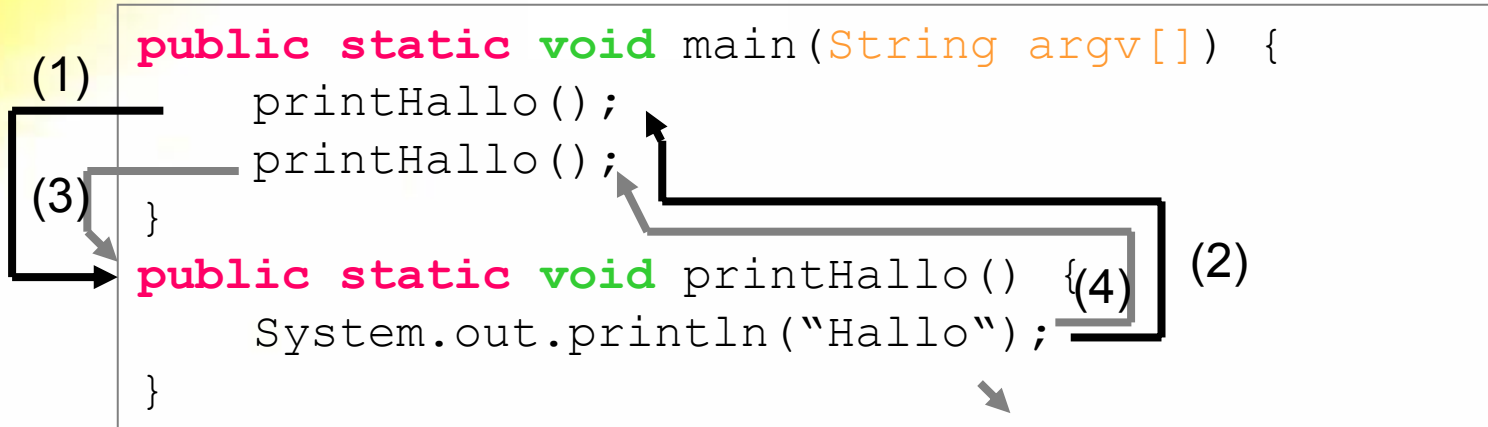 public static void main(String argv[]) {
(1)
printHallo();
printHallo();
(3)
}
public static void printHallo() {
(2)
(4)
System.out.println(“Hallo“);
}